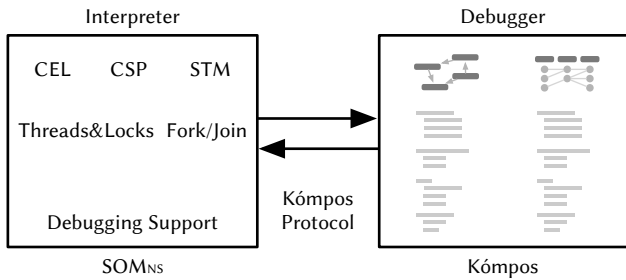 Interpreter
Debugger
CEL CSP STM
Threads&Locks Fork/Join
Debugging Support
Kómpos
Protocol
SOMNS
Kómpos